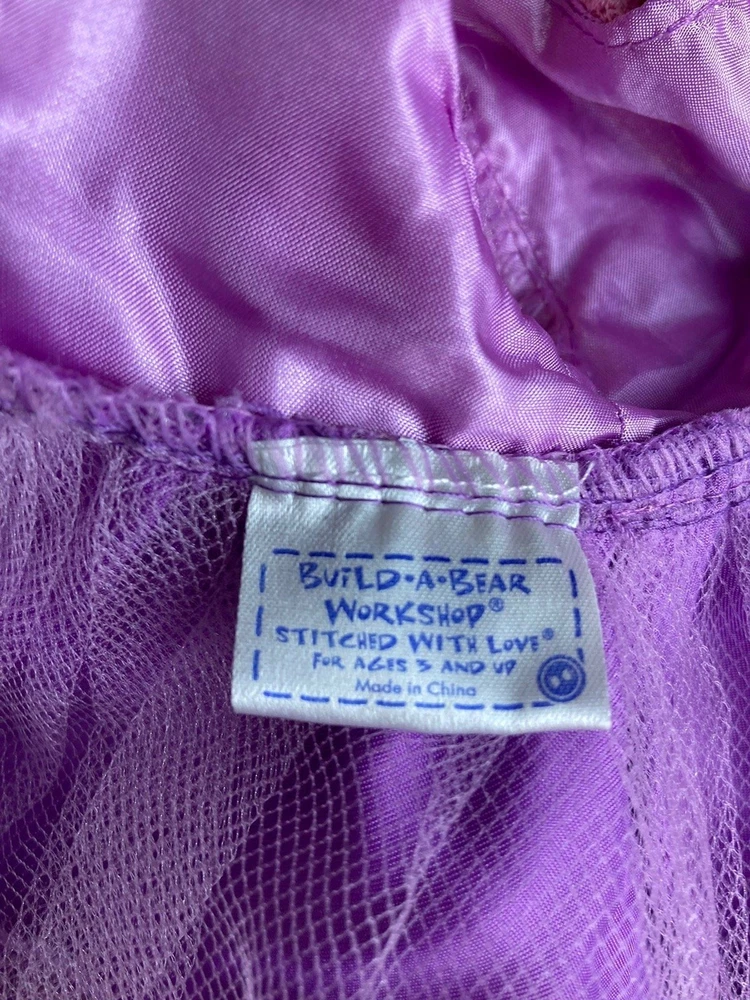 BUILD•A•BEAR
WORKSHOP®
STITCHED WITH LOVE®
FOR AGES 3 AND UP
Made in China